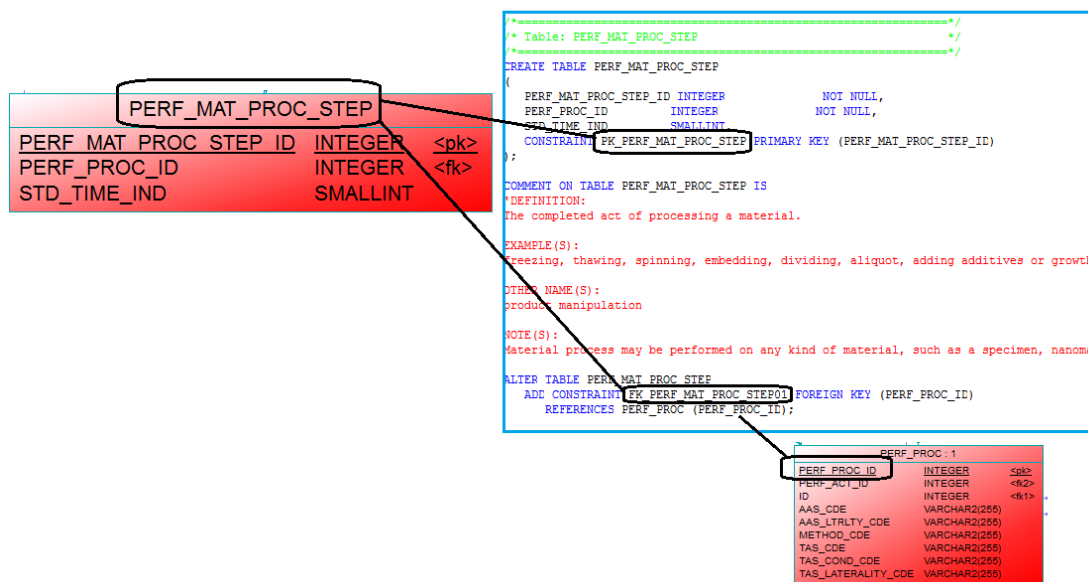 PERF_MAT_PROC_STEP
PERF_MAT_PROC_STEP_ID INTEGER <pk>
PERF_PROC_ID INTEGER <fk>
STD_TIME_IND SMALLINT
/*==============================================================*/
/* Table: PERF_MAT_PROC_STEP */
/*==============================================================*/
CREATE TABLE PERF_MAT_PROC_STEP
(
PERF_MAT_PROC_STEP_ID INTEGER NOT NULL,
PERF_PROC_ID INTEGER NOT NULL,
STD_TIME_IND SMALLINT,
CONSTRAINT PK_PERF_MAT_PROC_STEP PRIMARY KEY (PERF_MAT_PROC_STEP_ID)
);
COMMENT ON TABLE PERF_MAT_PROC_STEP IS
'DEFINITION:
The completed act of processing a material.
EXAMPLE(S):
freezing, thawing, spinning, embedding, dividing, aliquot, adding additives or growth
OTHER NAME(S):
product manipulation
NOTE(S):
Material process may be performed on any kind of material, such as a specimen, nanoma
ALTER TABLE PERF_MAT_PROC_STEP
ADD CONSTRAINT FK_PERF_MAT_PROC_STEP01 FOREIGN KEY (PERF_PROC_ID)
REFERENCES PERF_PROC (PERF_PROC_ID);
PERF_PROC : 1
PERF_PROC_ID INTEGER <pk>
PERF_ACT_ID INTEGER <fk2>
ID INTEGER <fk1>
AAS_CDE VARCHAR2(255)
AAS_LTRLTY_CDE VARCHAR2(255)
METHOD_CDE VARCHAR2(255)
TAS_CDE VARCHAR2(255)
TAS_COND_CDE VARCHAR2(255)
TAS_LATERALITY_CDE VARCHAR2(255)